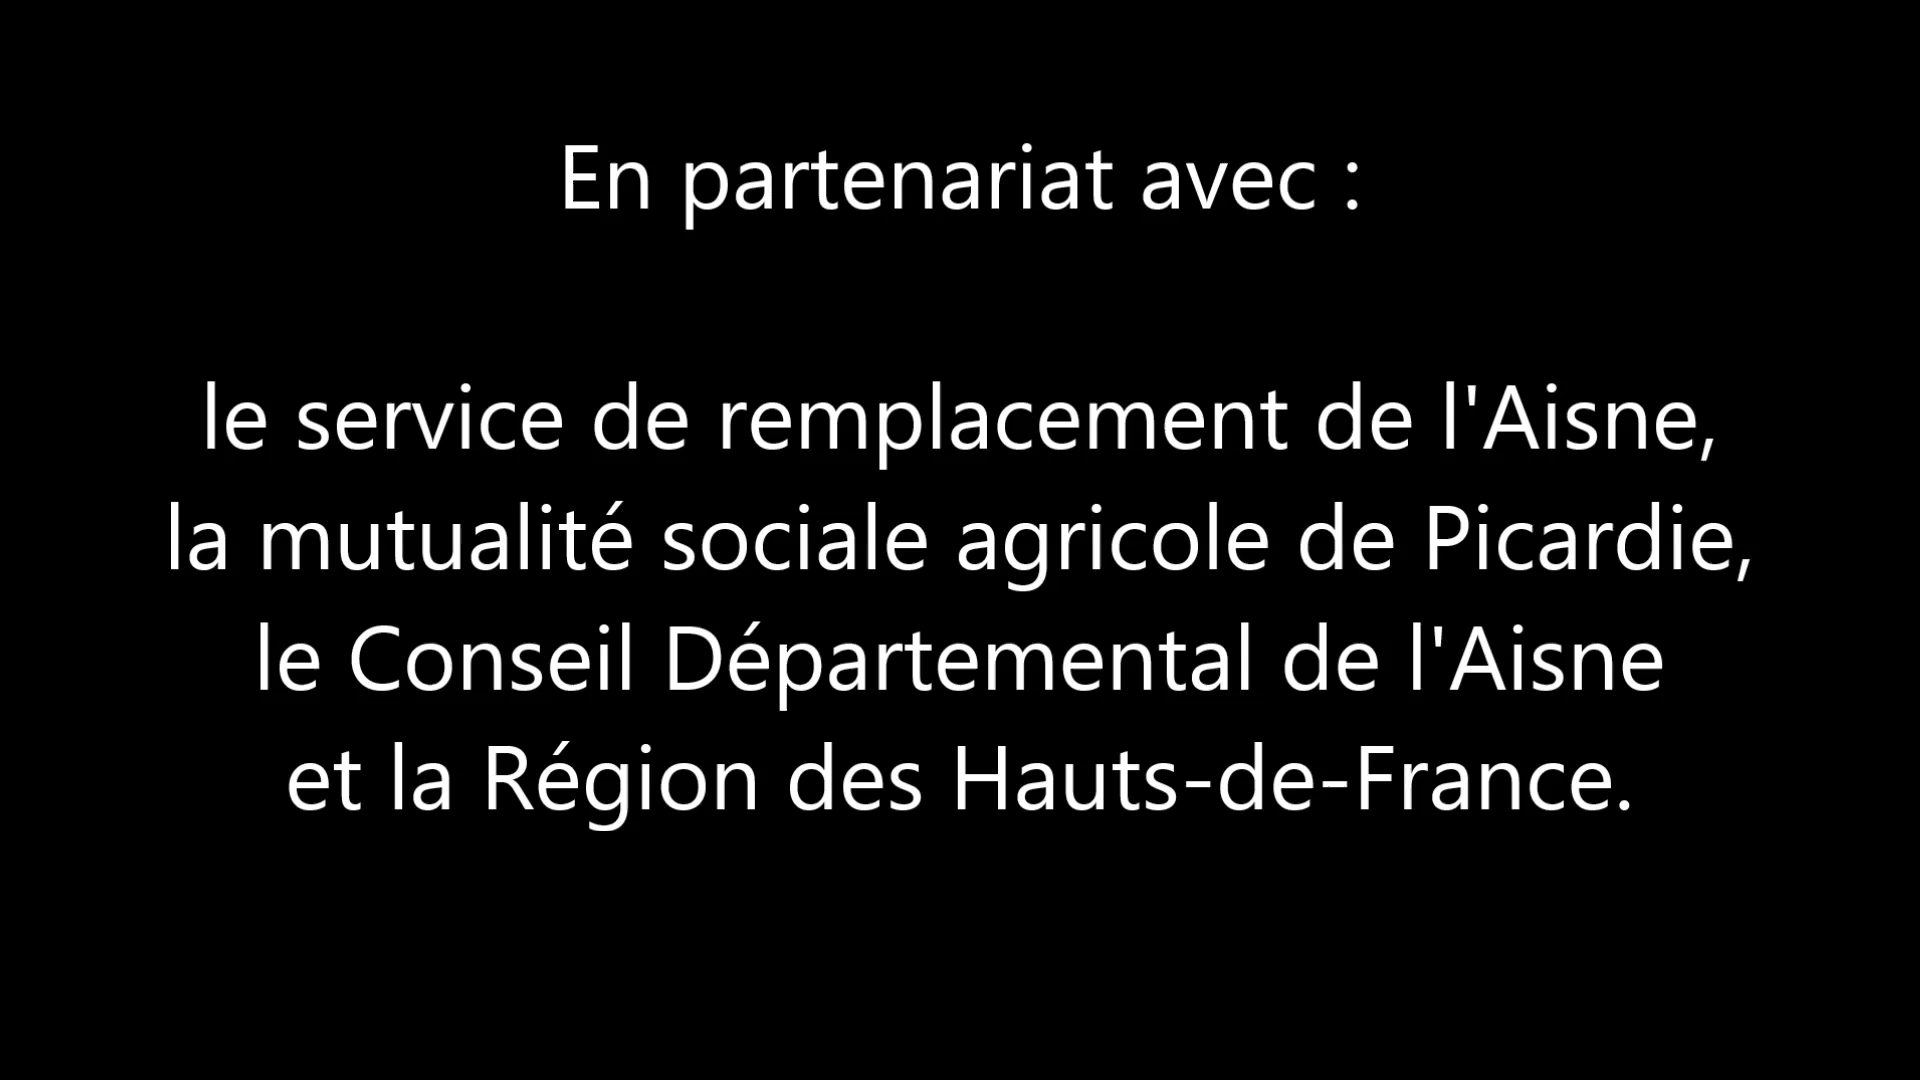 En partenariat avec :
le service de remplacement de l'Aisne,
la mutualité sociale agricole de Picardie,
le Conseil Départemental de l'Aisne
et la Région des Hauts-de-France.